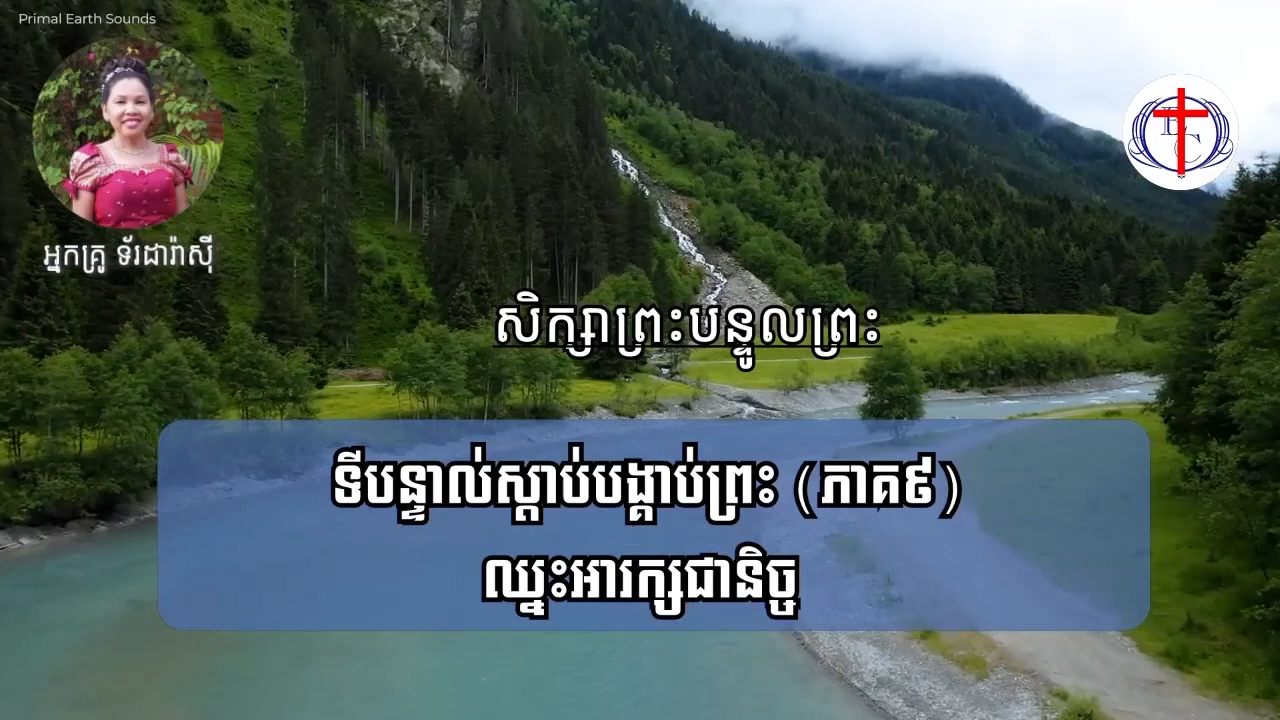 Primal Earth Sounds
អ្នកគ្រូ ទ័រដារ៉ាស៊ី
សិក្សាព្រះបន្ទូលព្រះ
ទីបន្ទាល់ស្តាប់បង្គាប់ព្រះ (ភាគ៩)
ឈ្នះអារក្សជានិច្ច